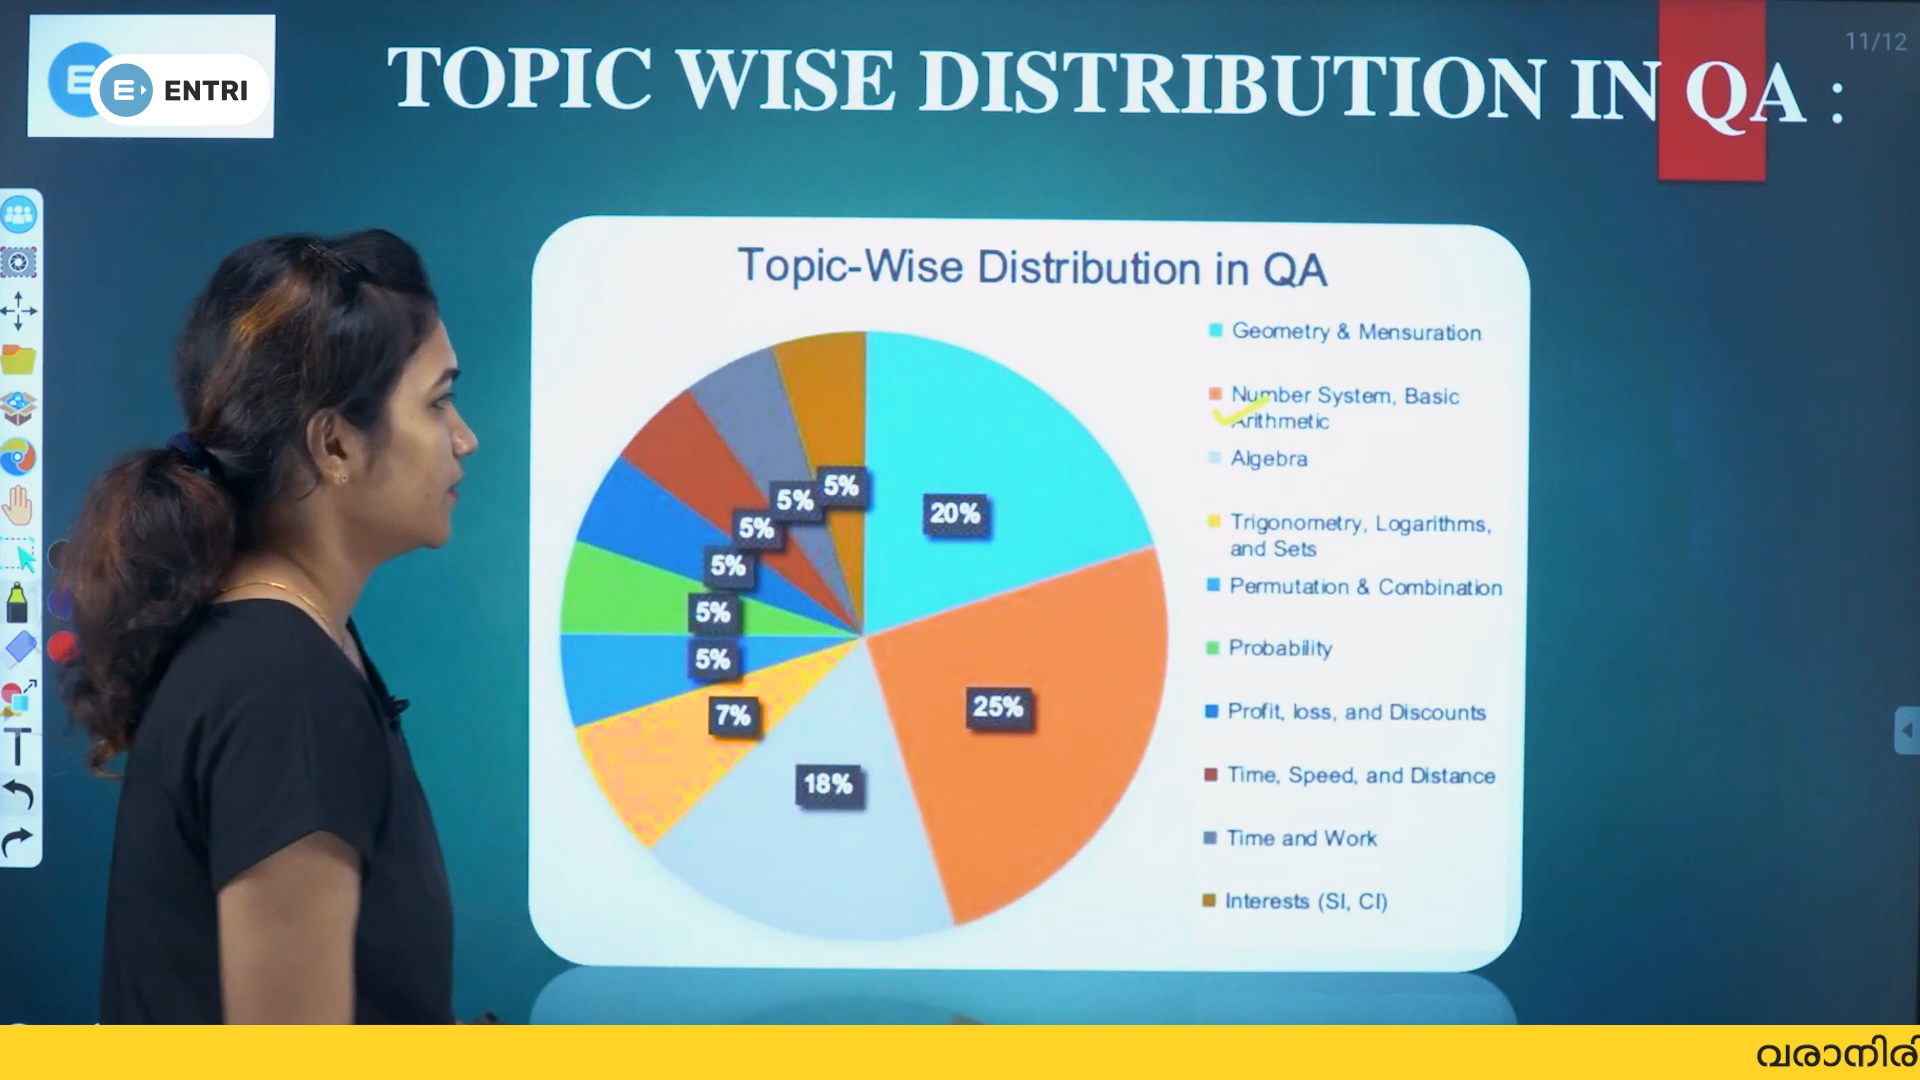 ENTRI
TOPIC WISE DISTRIBUTION IN QA :
11/12
Topic-Wise Distribution in QA
Geometry & Mensuration
Number System, Basic
Arithmetic
Algebra
Trigonometry, Logarithms,
and Sets
Permutation & Combination
Probability
Profit, loss, and Discounts
Time, Speed, and Distance
Time and Work
Interests (SI, CI)
5%
5%
20%
5%
5%
5%
5%
25%
7%
18%
വരാനിരി